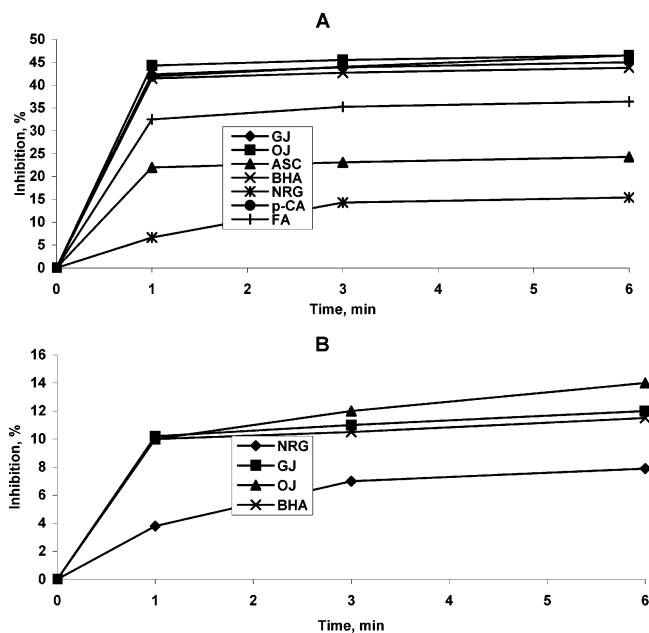 A
50
45
40
35
30
25
20
15
10
5
0
Inhibition, %
GJ
OJ
ASC
BHA
NRG
p-CA
FA
0 1 2 3 4 5 6
Time, min
B
16
14
12
10
8
6
4
2
0
Inhibition, %
NRG
GJ
OJ
BHA
0 1 2 3 4 5 6
Time, min